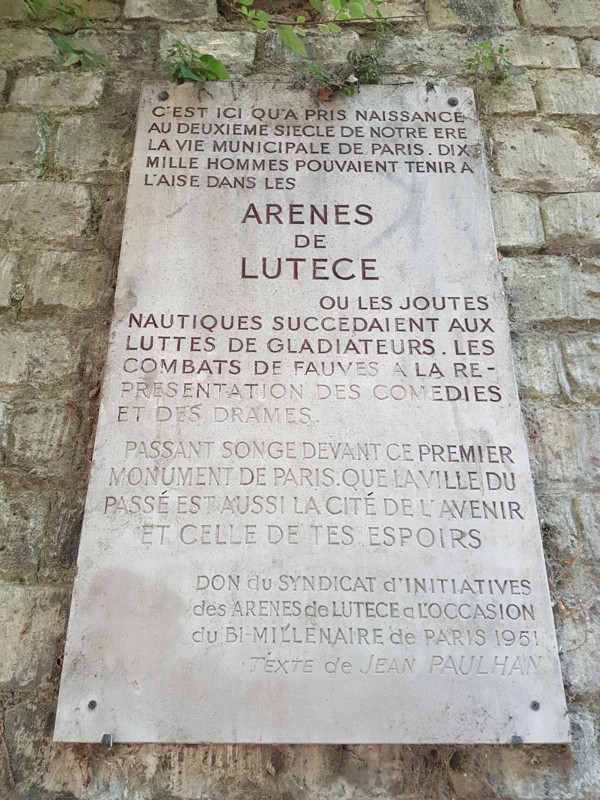 C'EST ICI QU'A PRIS NAISSANCE
AU DEUXIEME SIECLE DE NOTRE ERE
LA VIE MUNICIPALE DE PARIS. DIX
MILLE HOMMES POUVAIENT TENIR A
L'AISE DANS LES
ARENES
DE
LUTECE
OU LES JOUTES
NAUTIQUES SUCCEDAIENT AUX
LUTTES DE GLADIATEURS. LES
COMBATS DE FAUVES A LA RE-
PRESENTATION DES COMEDIES
ET DES DRAMES.
PASSANT SONGE DEVANT CE PREMIER
MONUMENT DE PARIS. QUE LA VILLE DU
PASSÉ EST AUSSI LA CITÉ DE L'AVENIR
ET CELLE DE TES ESPOIRS
DON du SYNDICAT d'INITIATIVES
des ARENES de LUTECE a L'OCCASION
du BI-MILLENAIRE de PARIS 1951
TEXTE de JEAN PAULHAN